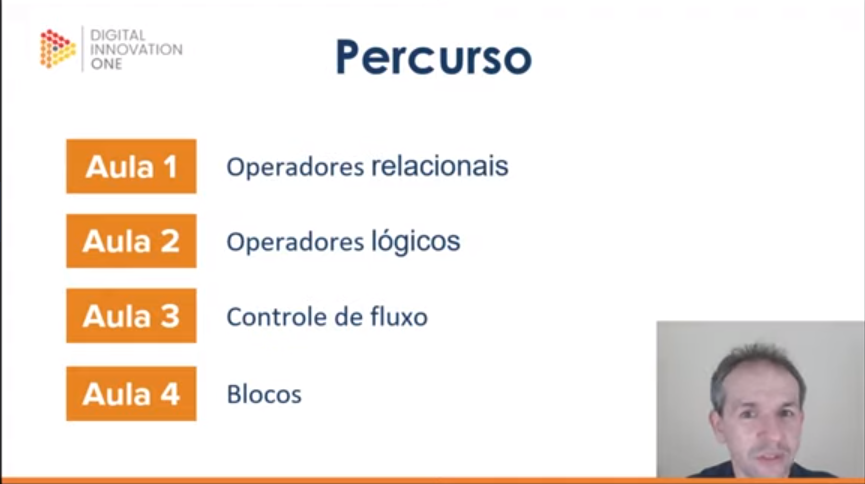 DIGITAL
INNOVATION
ONE
Percurso
Aula 1 Operadores relacionais
Aula 2 Operadores lógicos
Aula 3 Controle de fluxo
Aula 4 Blocos